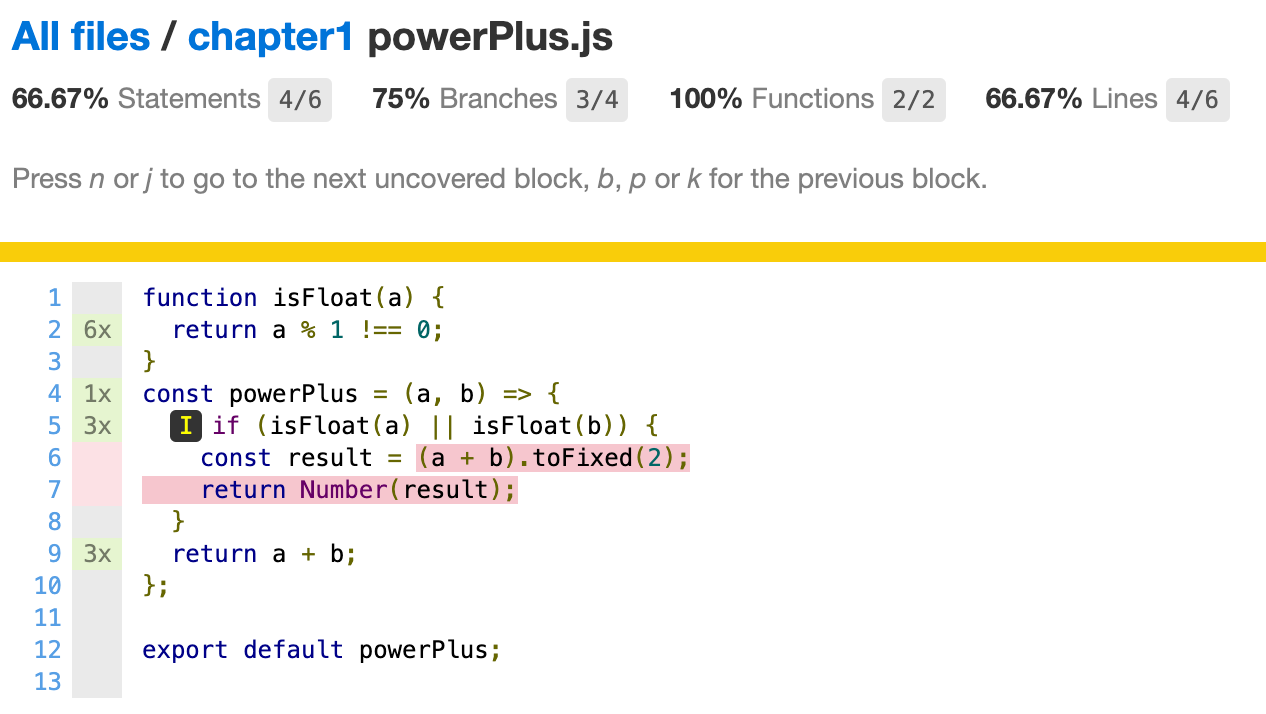 All files / chapter1 powerPlus.js
66.67% Statements 4/6 75% Branches 3/4 100% Functions 2/2 66.67% Lines 4/6
Press n or j to go to the next uncovered block, b, p or k for the previous block.
1 function isFloat(a) {
2 6x return a % 1 !== 0;
3 }
4 1x const powerPlus = (a, b) => {
5 3x I if (isFloat(a) || isFloat(b)) {
6 const result = (a + b).toFixed(2);
7 return Number(result);
8 }
9 3x return a + b;
10 };
11
12 export default powerPlus;
13